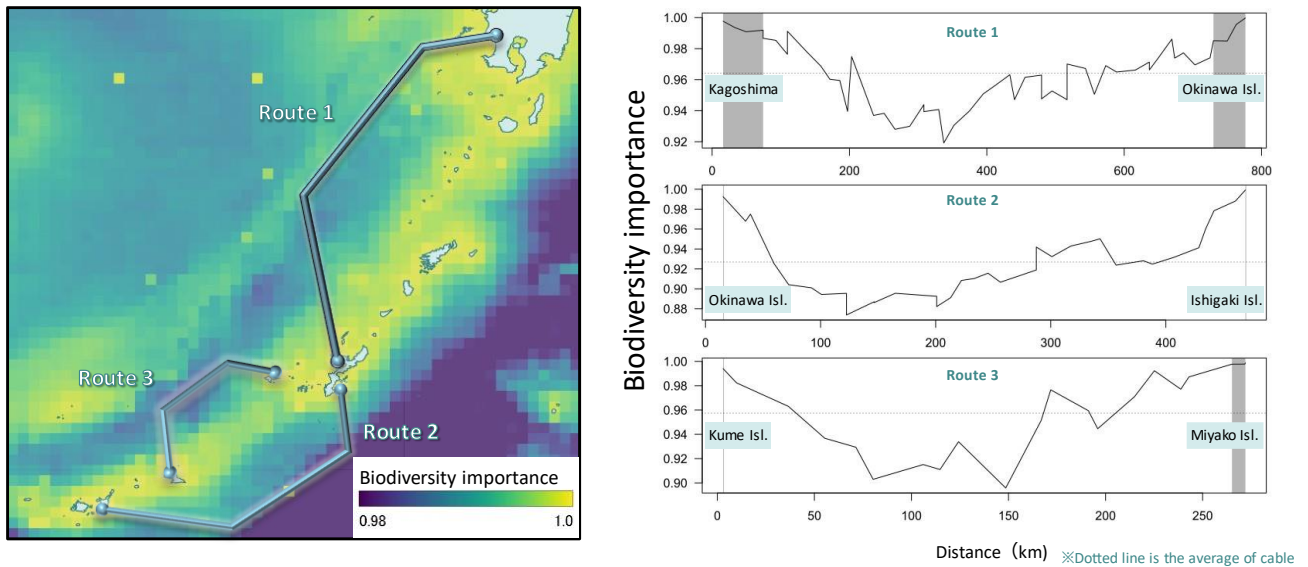 Route 1
Route 3
Route 2
Biodiversity importance
0.98
1.0
Biodiversity importance
1.00
0.98
0.96
0.94
0.92
Route 1
Kagoshima
Okinawa Isl.
0
200
400
600
800
1.00
0.98
0.94
0.92
0.90
0.88
Route 2
Okinawa Isl.
Ishigaki Isl.
0
100
200
300
400
1.00
0.98
0.96
0.94
0.92
0.90
Route 3
Kume Isl.
Miyako Isl.
0
50
100
150
200
250
Distance（km)
※Dotted line is the average of cable